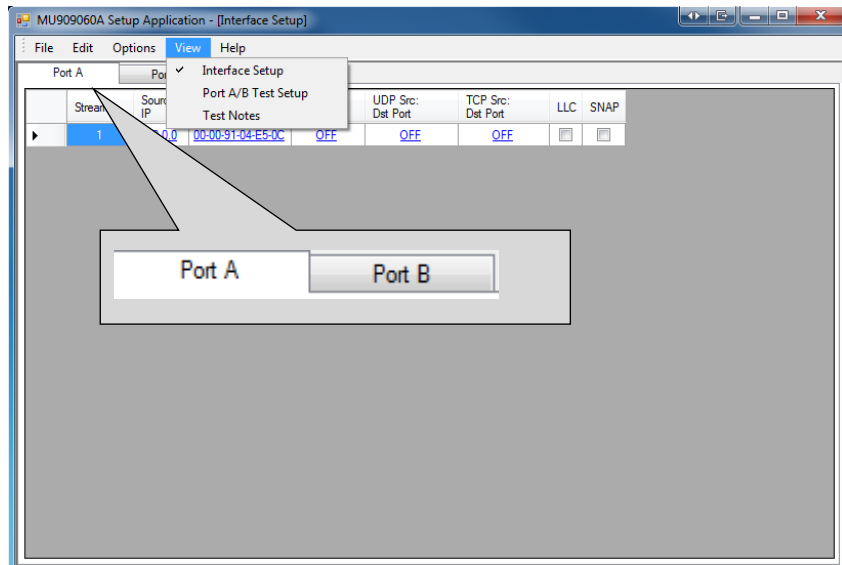 MU909060A Setup Application - [Interface Setup]
File Edit Options View Help
Port A
Interface Setup
Port A/B Test Setup
Test Notes
Stream
IP
UDP Src:
Dst Port
TCP Src:
Dst Port
LLC SNAP
1 00-00-91-04-E5-0C OFF OFF OFF
Port A Port B